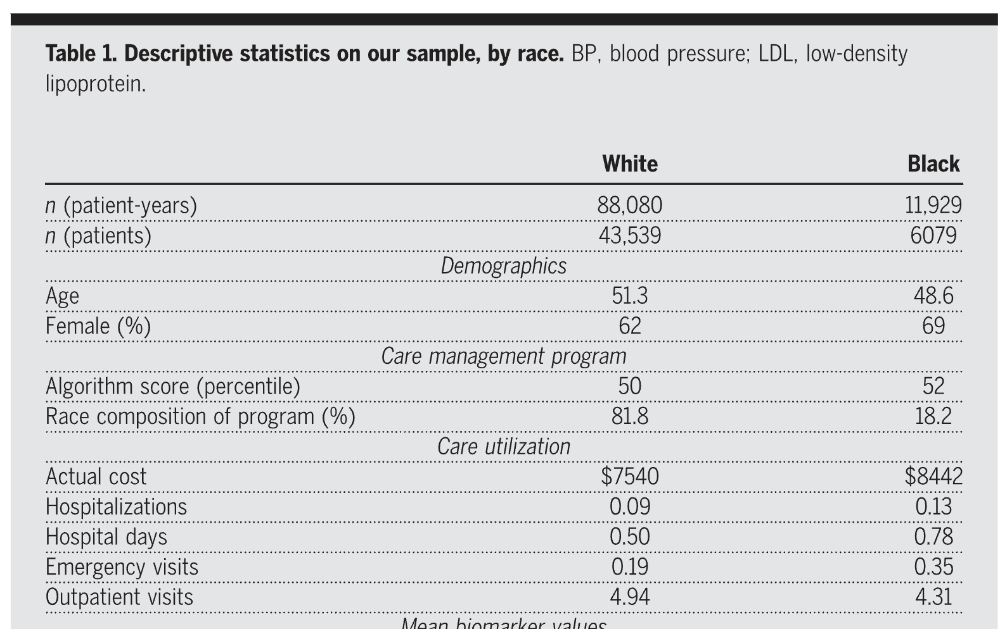 Table 1. Descriptive statistics on our sample, by race. BP, blood pressure; LDL, low-density
lipoprotein.
White Black
n (patient-years) 88,080 11,929
n (patients) 43,539 6079
Demographics
Age 51.3 48.6
Female (%) 62 69
Care management program
Algorithm score (percentile) 50 52
Race composition of program (%) 81.8 18.2
Care utilization
Actual cost $7540 $8442
Hospitalizations 0.09 0.13
Hospital days 0.50 0.78
Emergency visits 0.19 0.35
Outpatient visits 4.94 4.31
Mean biomarker values